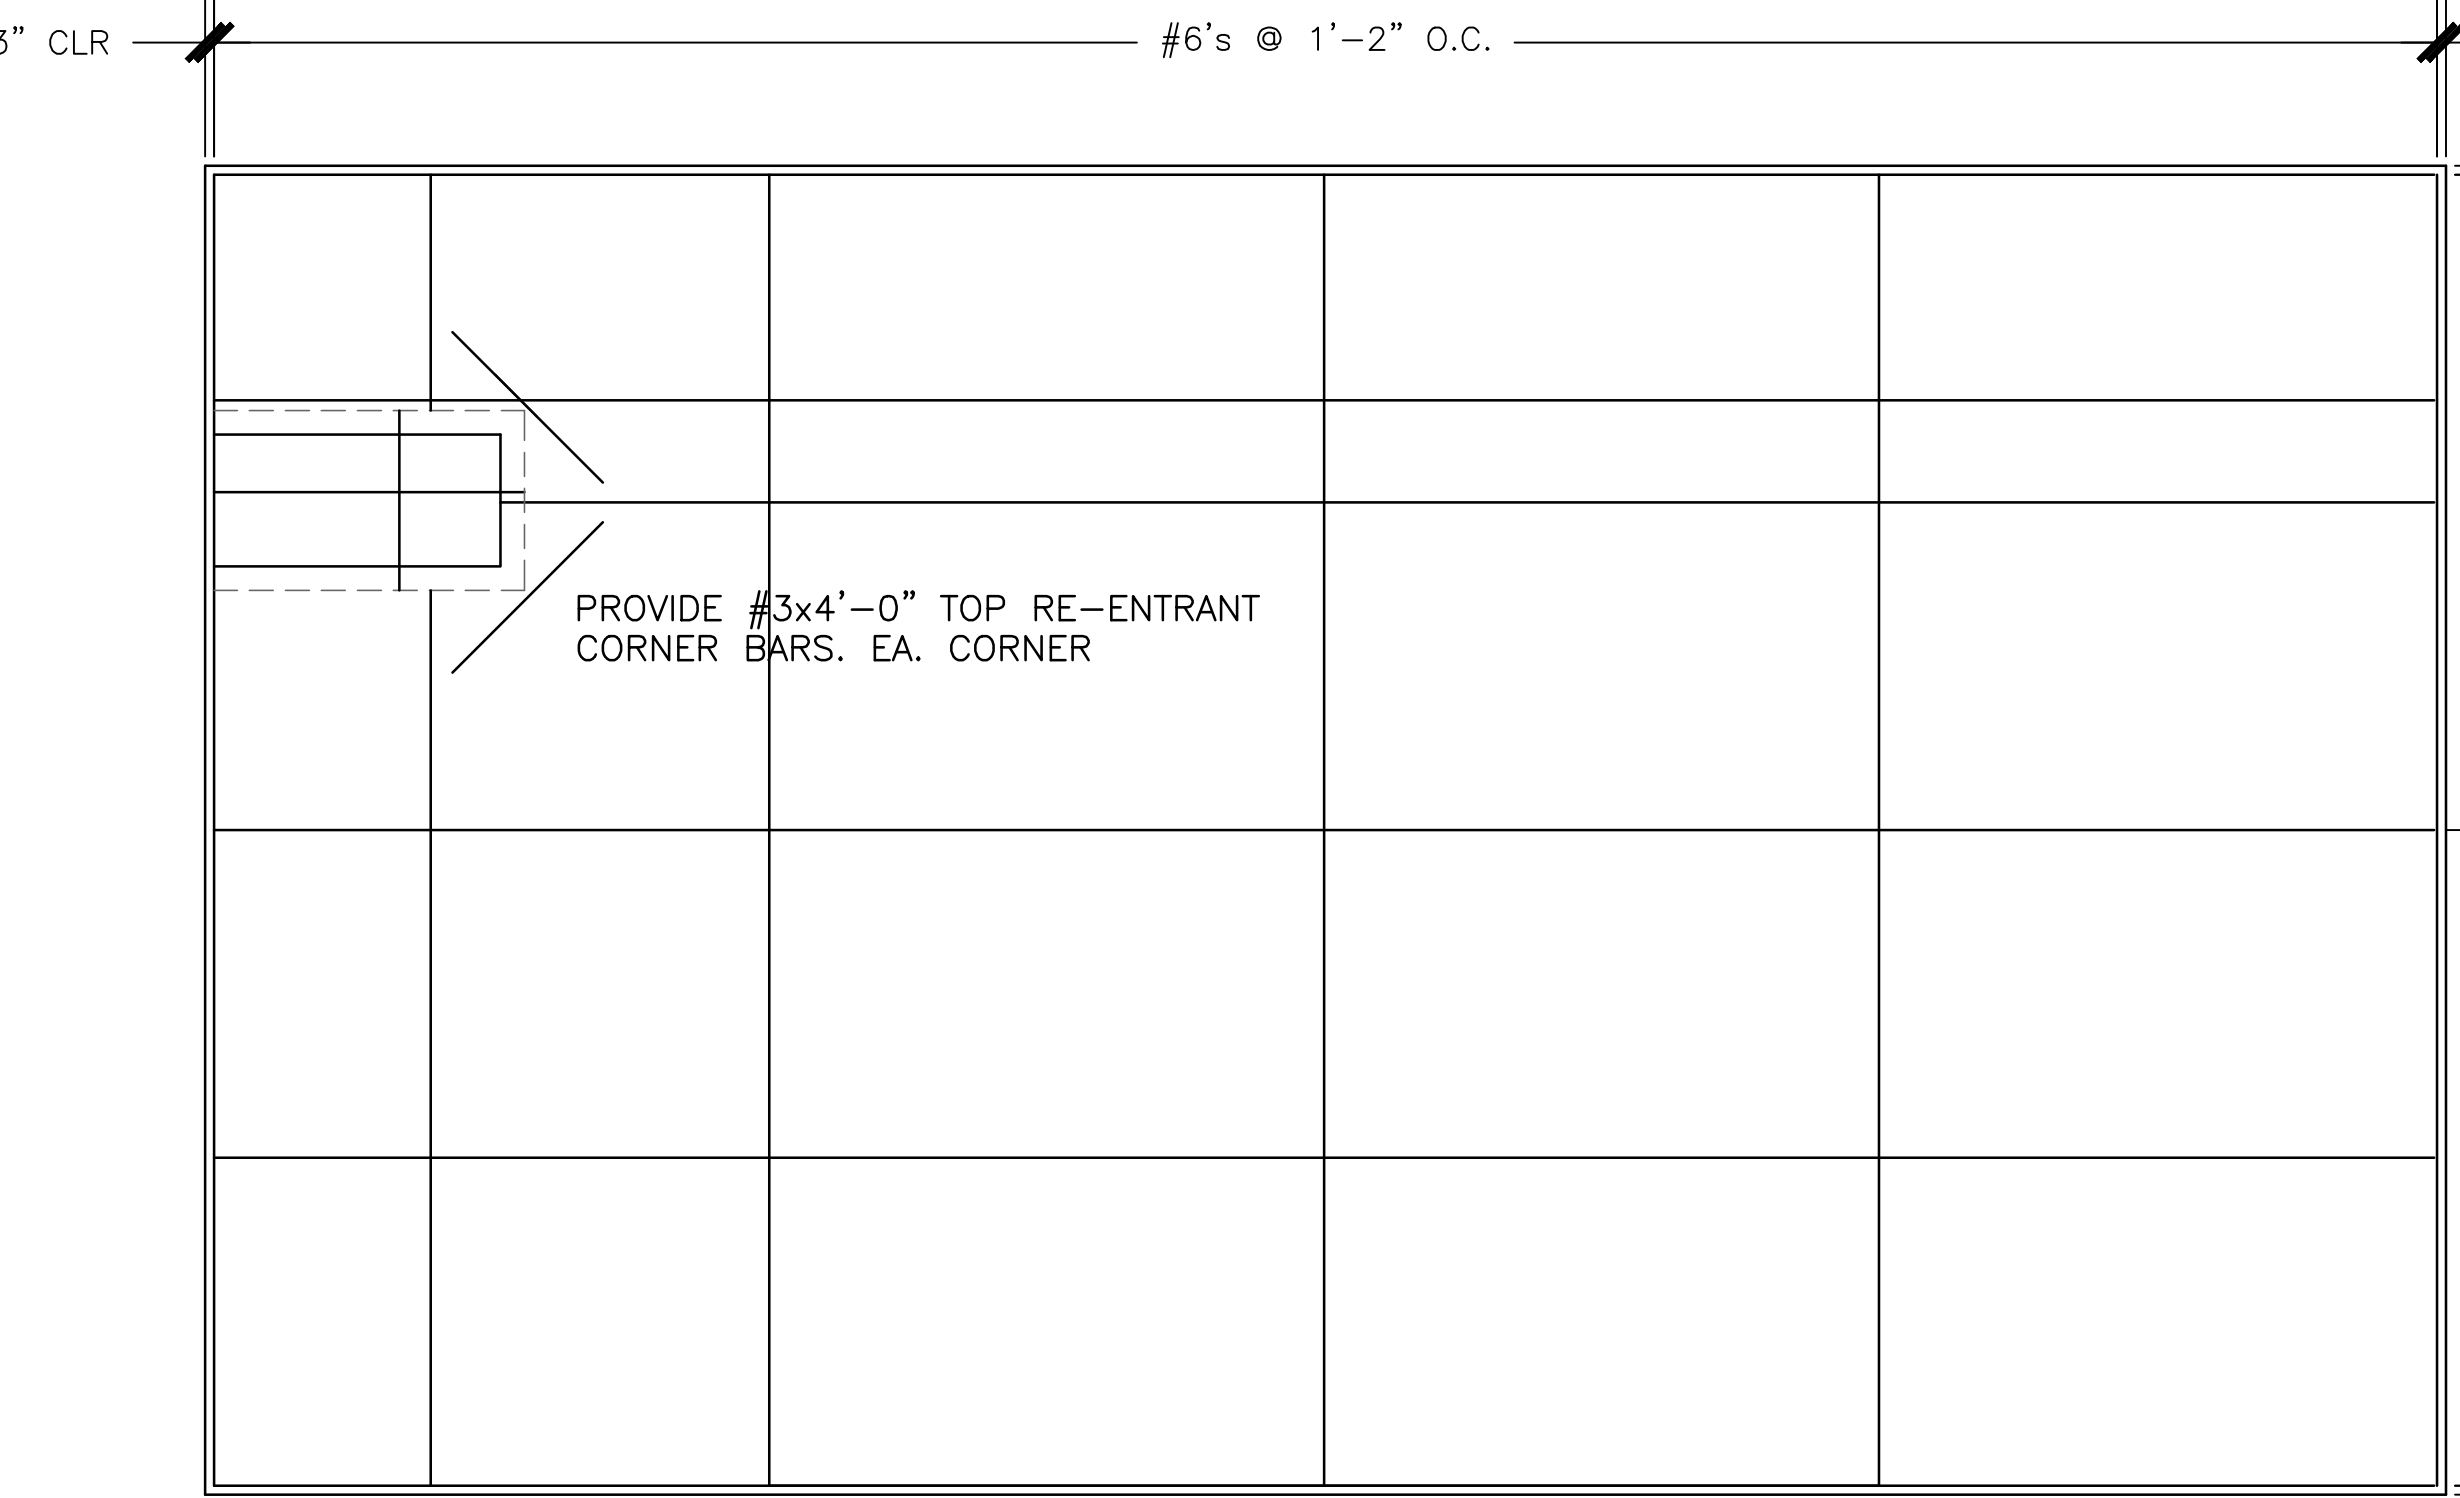 3” CLR
#6's @ 1'-2” O.C.
PROVIDE #3x4'-0” TOP RE-ENTRANT
CORNER BARS. EA. CORNER